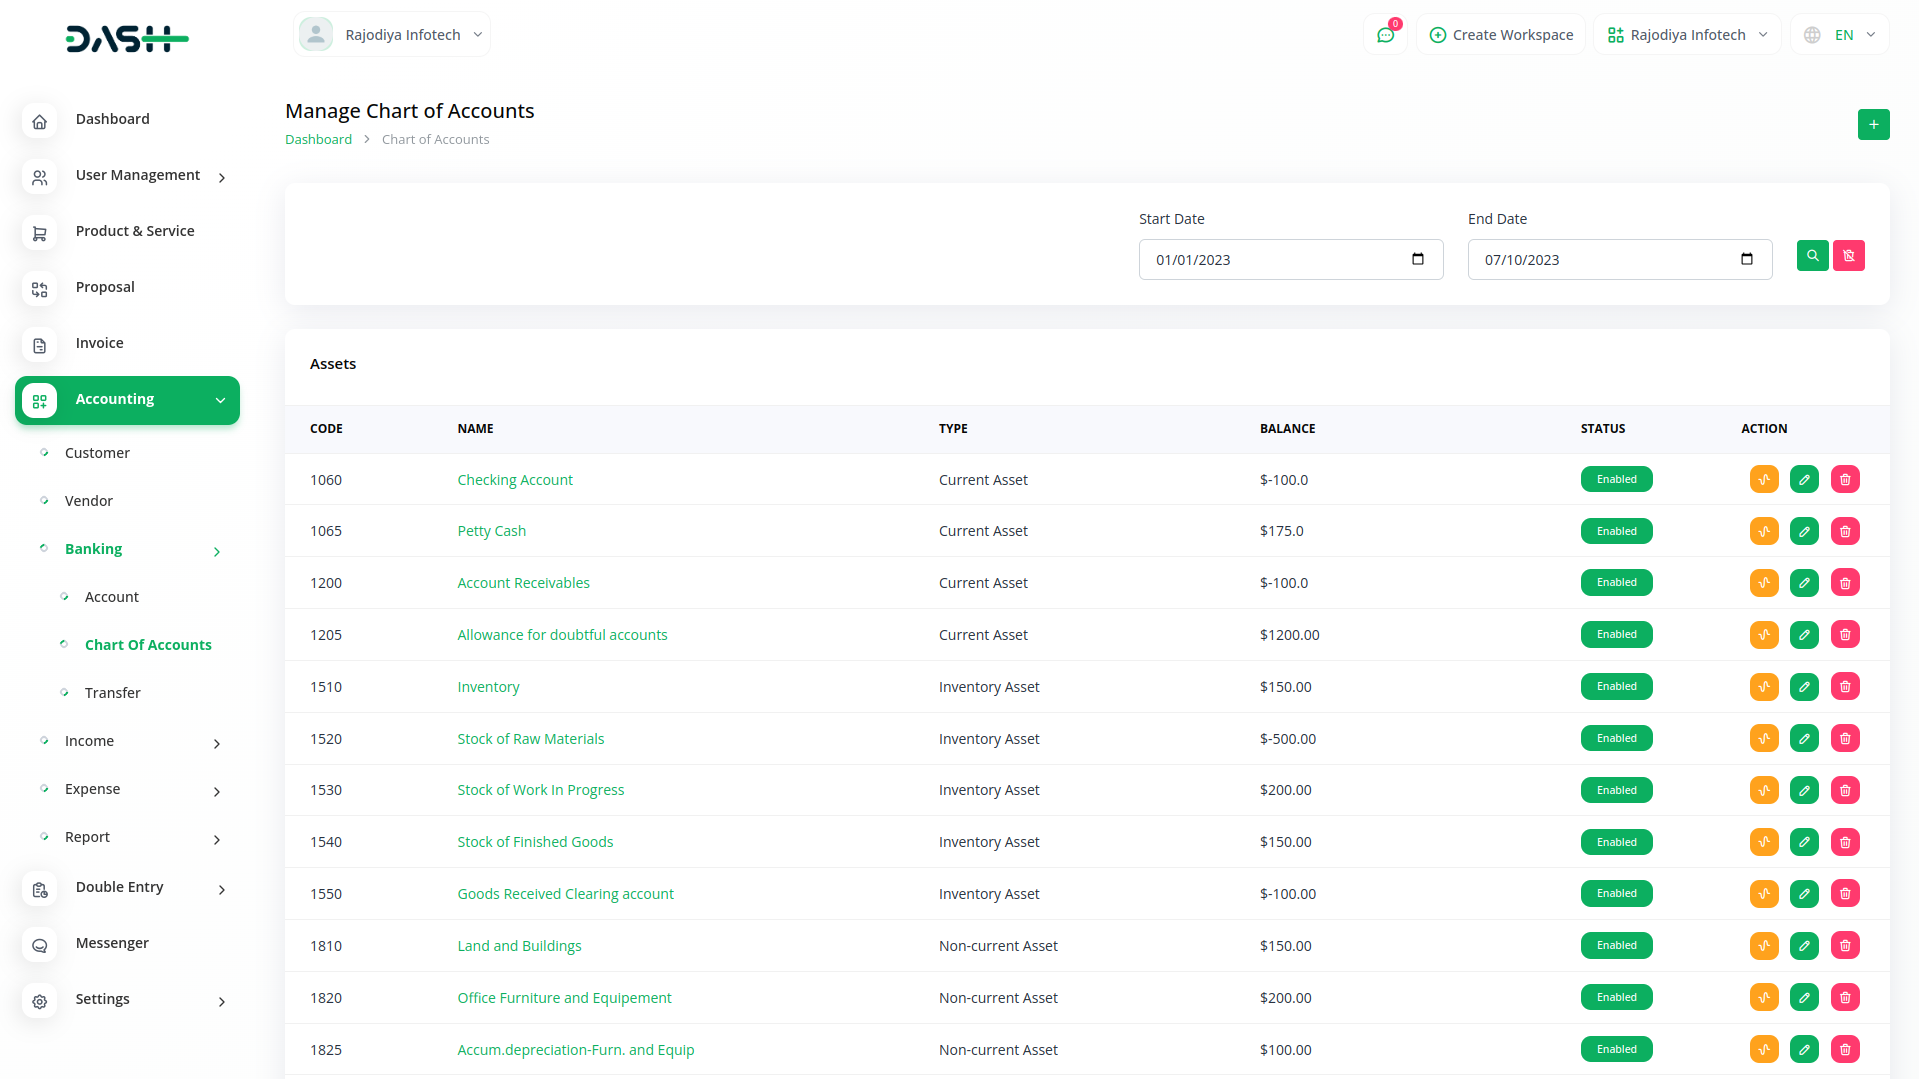 DASH
Rajodiya Infotech
0
Create Workspace
Rajodiya Infotech
EN
Dashboard
User Management
Product & Service
Proposal
Invoice
Accounting
Customer
Vendor
Banking
Account
Chart Of Accounts
Transfer
Income
Expense
Report
Double Entry
Messenger
Settings
Manage Chart of Accounts
Dashboard > Chart of Accounts
+
Start Date End Date
01/01/2023 07/10/2023
Assets
CODE NAME TYPE BALANCE STATUS ACTION
1060 Checking Account Current Asset $-100.0 Enabled
1065 Petty Cash Current Asset $175.0 Enabled
1200 Account Receivables Current Asset $-100.0 Enabled
1205 Allowance for doubtful accounts Current Asset $1200.00 Enabled
1510 Inventory Inventory Asset $150.00 Enabled
1520 Stock of Raw Materials Inventory Asset $-500.00 Enabled
1530 Stock of Work In Progress Inventory Asset $200.00 Enabled
1540 Stock of Finished Goods Inventory Asset $150.00 Enabled
1550 Goods Received Clearing account Inventory Asset $-100.00 Enabled
1810 Land and Buildings Non-current Asset $150.00 Enabled
1820 Office Furniture and Equipement Non-current Asset $200.00 Enabled
1825 Accum.depreciation-Furn. and Equip Non-current Asset $100.00 Enabled